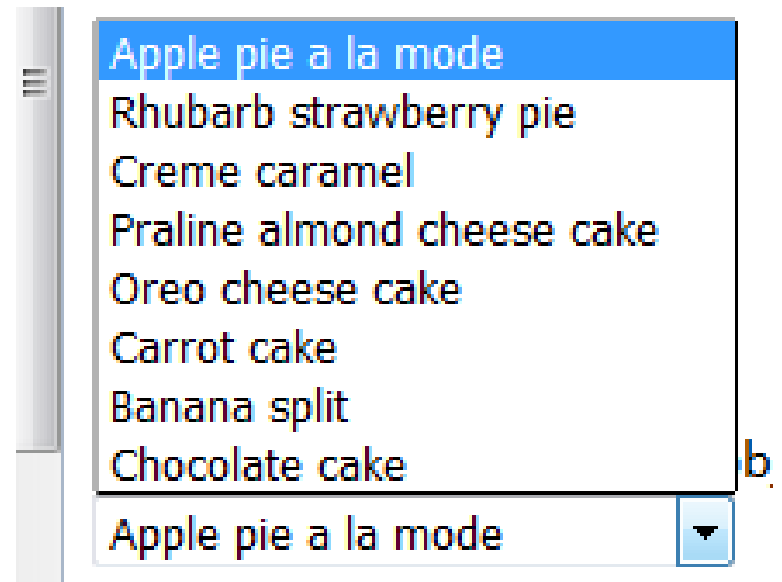 Apple pie a la mode
Rhubarb strawberry pie
Creme caramel
Praline almond cheese cake
Oreo cheese cake
Carrot cake
Banana split
Chocolate cake
Apple pie a la mode